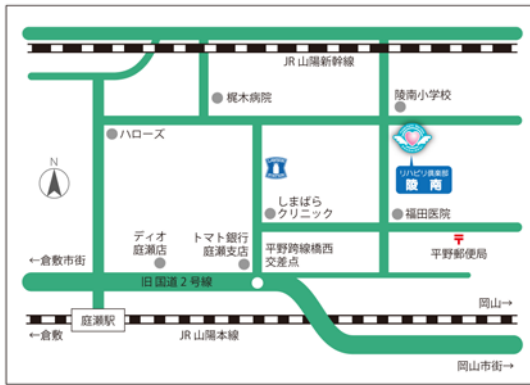 JR 山陽新幹線
梶木病院
陵南小学校
ハローズ
N
リハビリ倶楽部
陵南
しまばら
クリニック
福田医院
ディオ
庭瀬店
トマト銀行
庭瀬支店
平野跨線橋西
交差点
平野郵便局
←倉敷市街
旧国道2号線
岡山→
庭瀬駅
←倉敷
JR 山陽本線
岡山市街→